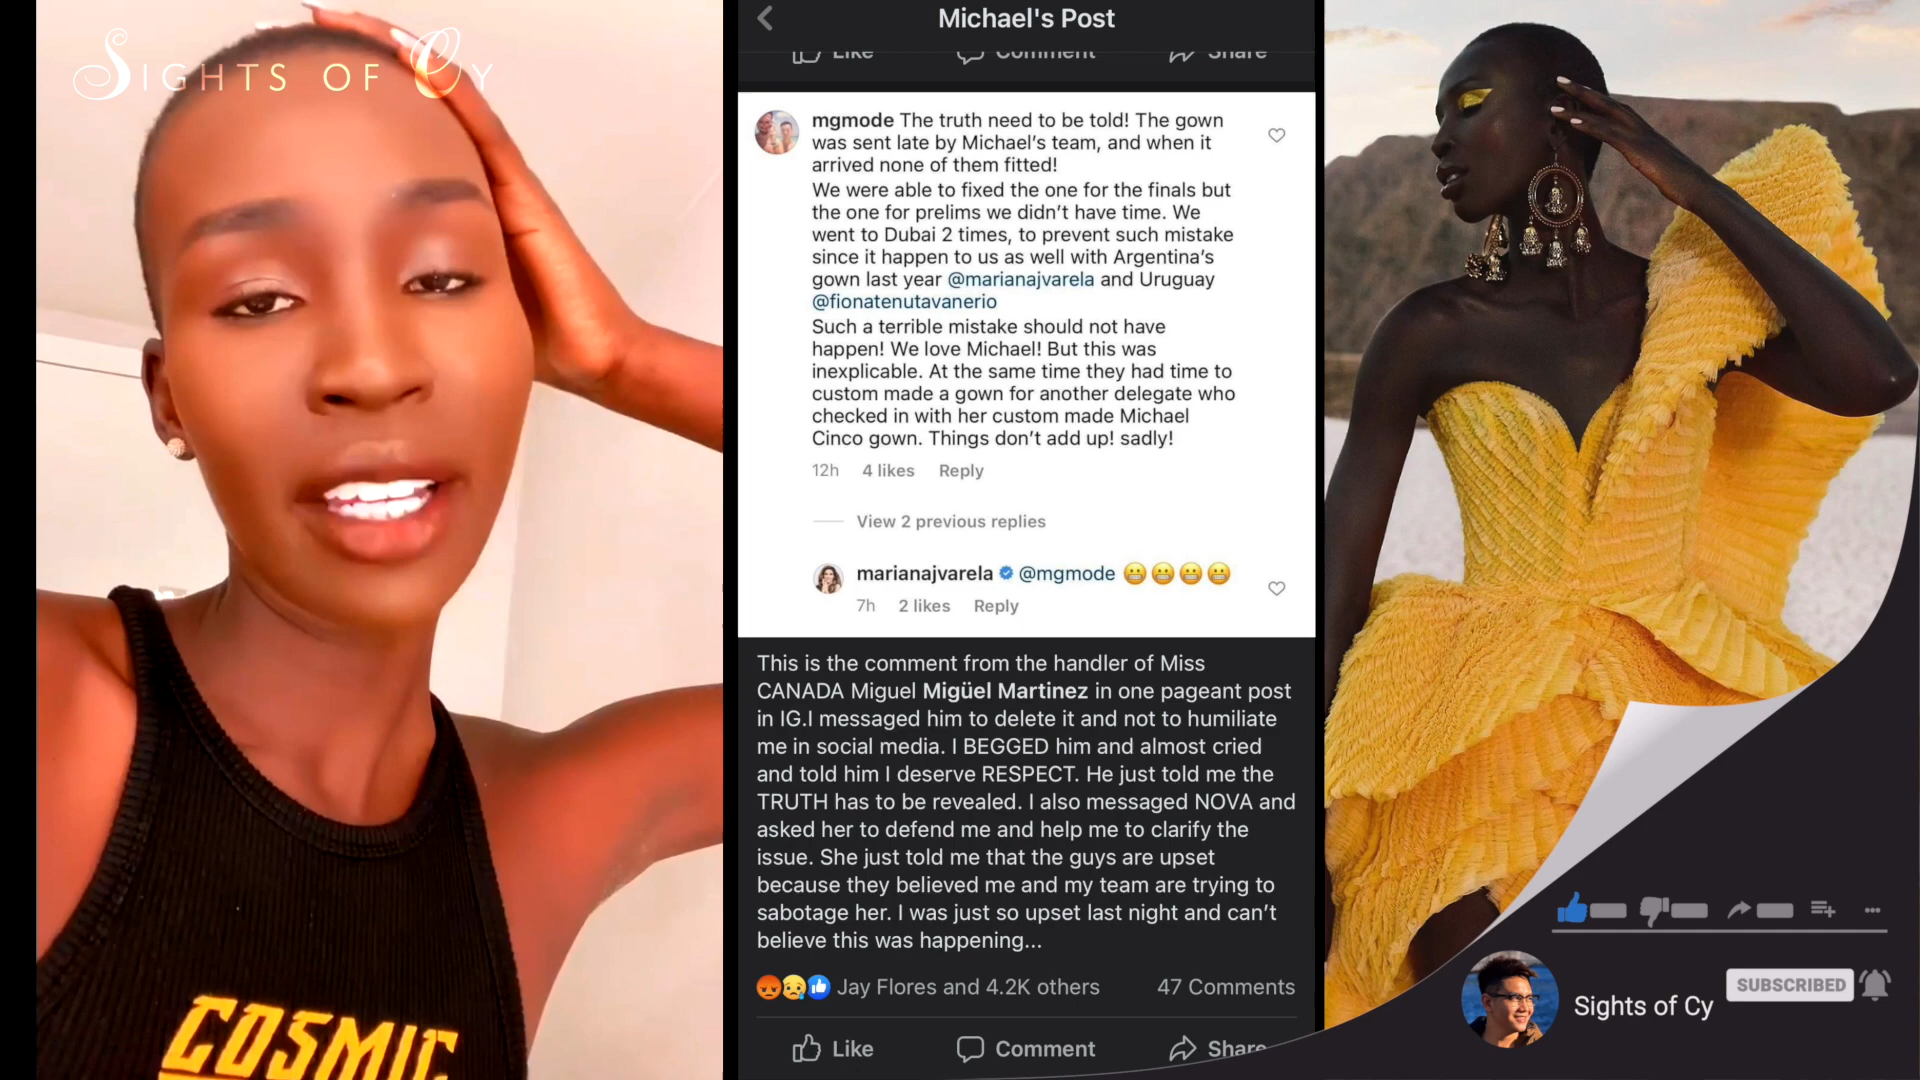 SIGHTS OF CY
COSMIC
Michael's Post
Like Comment Share
mgmode The truth need to be told! The gown
was sent late by Michael’s team, and when it
arrived none of them fitted!
We were able to fixed the one for the finals but
the one for prelims we didn’t have time. We
went to Dubai 2 times, to prevent such mistake
since it happen to us as well with Argentina’s
gown last year @marianajvarela and Uruguay
@fionatenutavanerio
Such a terrible mistake should not have
happen! We love Michael! But this was
inexplicable. At the same time they had time to
custom made a gown for another delegate who
checked in with her custom made Michael
Cinco gown. Things don’t add up! sadly!
12h 4 likes Reply
View 2 previous replies
marianajvarela @mgmode 😬😬😬😬
7h 2 likes Reply
This is the comment from the handler of Miss
CANADA Miguel Migüel Martinez in one pageant post
in IG.I messaged him to delete it and not to humiliate
me in social media. I BEGGED him and almost cried
and told him I deserve RESPECT. He just told me the
TRUTH has to be revealed. I also messaged NOVA and
asked her to defend me and help me to clarify the
issue. She just told me that the guys are upset
because they believed me and my team are trying to
sabotage her. I was just so upset last night and can’t
believe this was happening...
Jay Flores and 4.2K others 47 Comments
Like Comment Share
Sights of Cy SUBSCRIBED